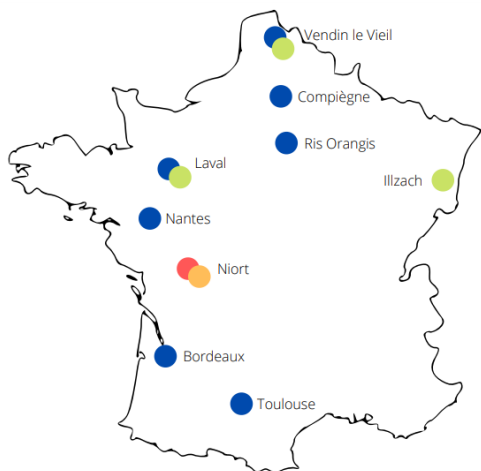 Vendin le Vieil
Compiègne
Ris Orangis
Laval
Illzach
Nantes
Niort
Bordeaux
Toulouse